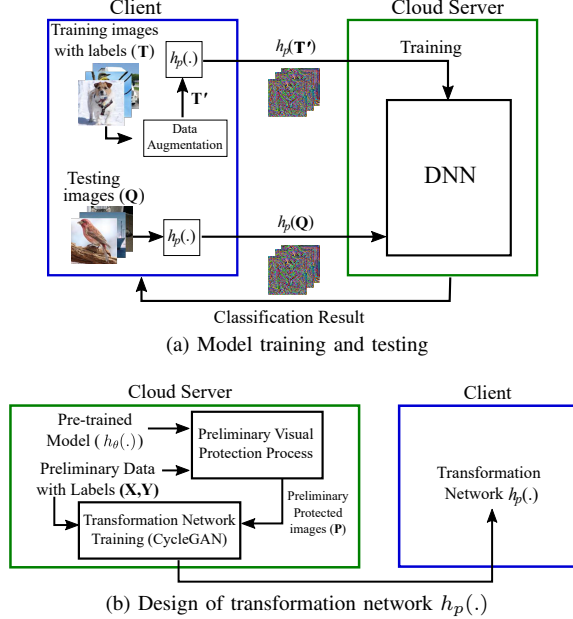 Client
Cloud Server
Training images
with labels (T)
h_p(.)
h_p(T′)
Training
T′
Data
Augmentation
DNN
Testing
images (Q)
h_p(.)
h_p(Q)
Classification Result
(a) Model training and testing
Cloud Server
Client
Pre-trained
Model ( h_θ(.))
Preliminary Visual
Protection Process
Preliminary Data
with Labels (X,Y)
Preliminary
Protected
images (P)
Transformation Network
Training (CycleGAN)
Transformation
Network h_p(.)
(b) Design of transformation network h_p(.)